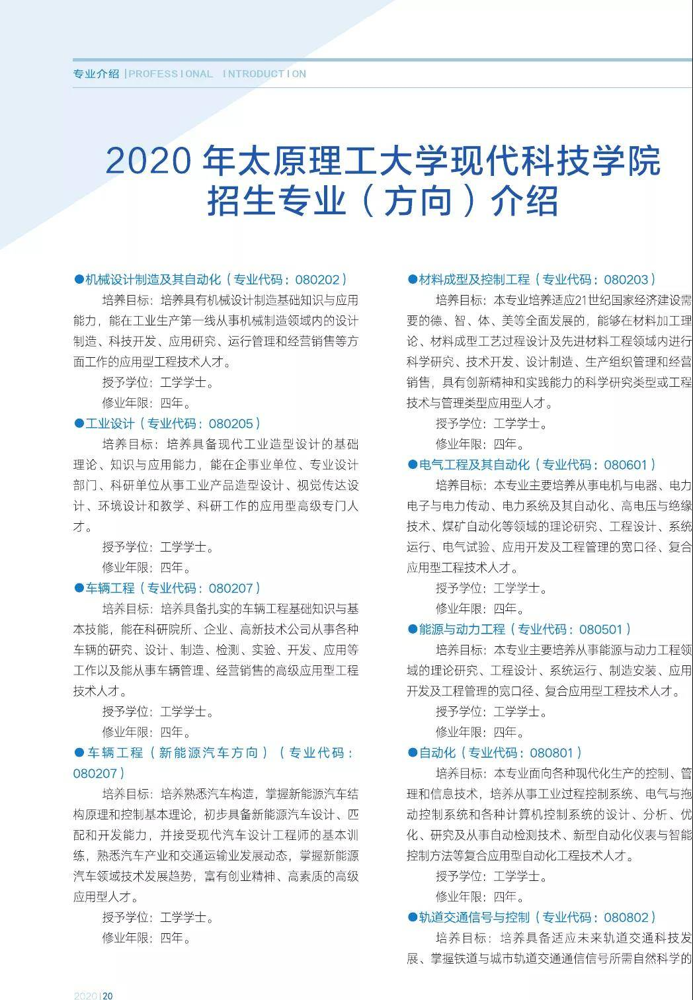 专业介绍 |PROFESSIONAL INTRODUCTION
2020 年太原理工大学现代科技学院
招生专业（方向）介绍
●机械设计制造及其自动化（专业代码：080202）
培养目标：培养具有机械设计制造基础知识与应用
能力，能在工业生产第一线从事机械制造领域内的设计
制造、科技开发、应用研究、运行管理和经营销售等方
面工作的应用型工程技术人才。
授予学位：工学学士。
修业年限：四年。
●工业设计（专业代码：080205）
培养目标：培养具备现代工业造型设计的基础
理论、知识与应用能力，能在企事业单位、专业设计
部门、科研单位从事工业产品造型设计、视觉传达设
计、环境设计和教学、科研工作的应用型高级专门人
才。
授予学位：工学学士。
修业年限：四年。
●车辆工程（专业代码：080207）
培养目标：培养具备扎实的车辆工程基础知识与基
本技能，能在科研院所、企业、高新技术公司从事各种
车辆的研究、设计、制造、检测、实验、开发、应用等
工作以及能从事车辆管理、经营销售的高级应用型工程
技术人才。
授予学位：工学学士。
修业年限：四年。
●车辆工程（新能源汽车方向）（专业代码：
080207）
培养目标：培养熟悉汽车构造，掌握新能源汽车结
构原理和控制基本理论，初步具备新能源汽车设计、匹
配和开发能力，并接受现代汽车设计工程师的基本训
练，熟悉汽车产业和交通运输业发展动态，掌握新能源
汽车领域技术发展趋势，富有创业精神、高素质的高级
应用型人才。
授予学位：工学学士。
修业年限：四年。
●材料成型及控制工程（专业代码：080203）
培养目标：本专业培养适应21世纪国家经济建设需
要的德、智、体、美等全面发展的，能够在材料加工理
论、材料成型工艺过程设计及先进材料工程领域内进行
科学研究、技术开发、设计制造、生产组织管理和经营
销售，具有创新精神和实践能力的科学研究类型或工程
技术与管理类型应用型人才。
授予学位：工学学士。
修业年限：四年。
●电气工程及其自动化（专业代码：080601）
培养目标：本专业主要培养从事电机与电器、电力
电子与电力传动、电力系统及其自动化、高电压与绝缘
技术、煤矿自动化等领域的理论研究、工程设计、系统
运行、电气试验、应用开发及工程管理的宽口径、复合
应用型工程技术人才。
授予学位：工学学士。
修业年限：四年。
●能源与动力工程（专业代码：080501）
培养目标：本专业主要培养从事能源与动力工程领
域的理论研究、工程设计、系统运行、制造安装、应用
开发及工程管理的宽口径、复合应用型工程技术人才。
授予学位：工学学士。
修业年限：四年。
●自动化（专业代码：080801）
培养目标：本专业面向各种现代化生产的控制、管
理和信息技术，培养从事工业过程控制系统、电气与拖
动控制系统和各种计算机控制系统的设计、分析、优
化、研究及从事自动检测技术、新型自动化仪表与智能
控制方法等复合应用型自动化工程技术人才。
授予学位：工学学士。
修业年限：四年。
●轨道交通信号与控制（专业代码：080802）
培养目标：培养具备适应未来轨道交通科技发
展、掌握铁道与城市轨道交通通信信号所需自然科学的
2020|20